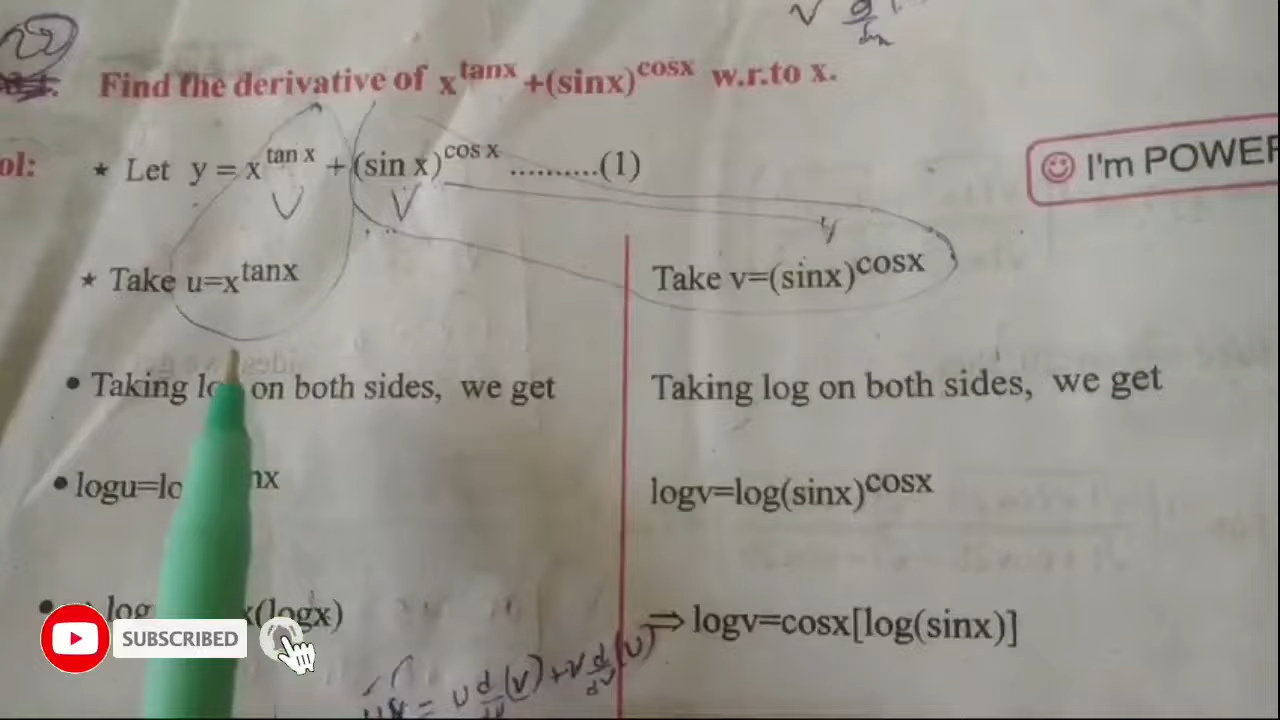 Find the derivative of x^tanx +(sinx)^cosx w.r.to x.
ol: ★ Let y = x^tan x + (sin x)^cos x ..........(1)
I'm POWER
U V
★ Take u=x^tanx
• Taking lo on both sides, we get
• logu=lo nx
• log x(logx)
Take v=(sinx)^cosx
Taking log on both sides, we get
logv=log(sinx)^cosx
⇒ logv=cosx[log(sinx)]
SUBSCRIBED